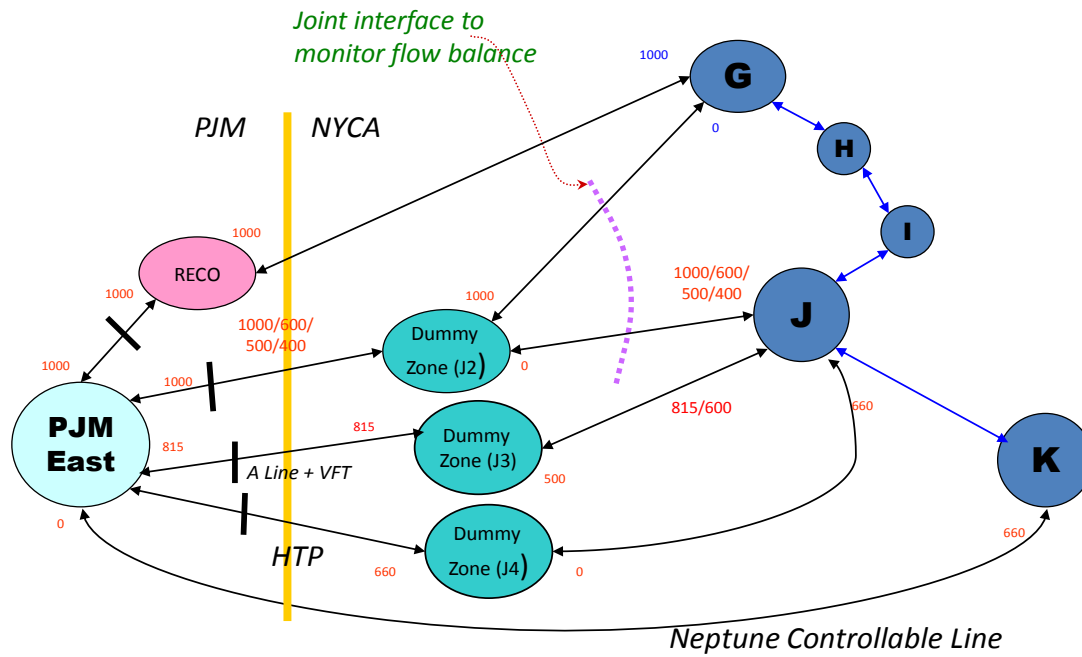 Joint interface to
monitor flow balance
1000
G
0
PJM
NYCA
H
I
1000
RECO
1000
1000/600/
500/400
1000
1000/600/
500/400
J
Dummy
Zone (J2)
0
1000
1000
PJM
East
815
815
A Line + VFT
Dummy
Zone (J3)
500
815/600
660
K
0
HTP
660
Dummy
Zone (J4)
0
660
Neptune Controllable Line